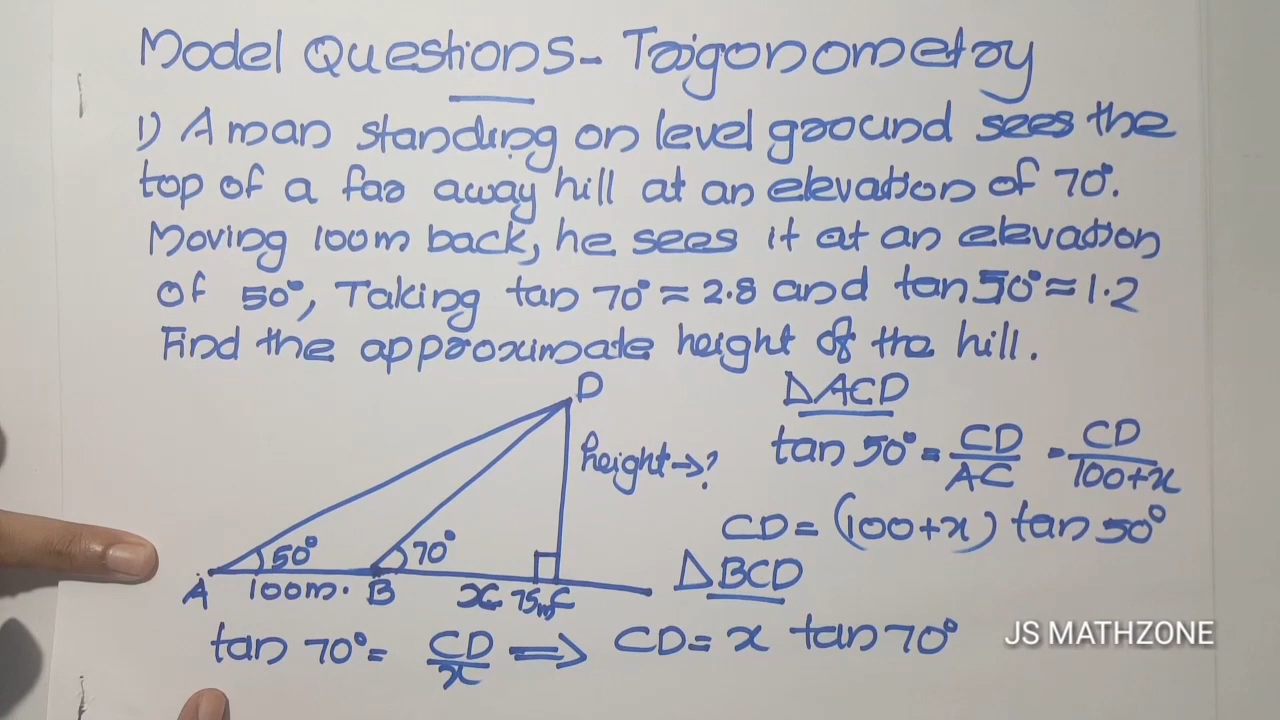 Model Questions - Trigonometry
1) A man standing on level ground sees the
top of a far away hill at an elevation of 70°.
Moving 100m back, he sees it at an elevation
of 50°, Taking tan 70° ≈ 2.8 and tan 50° ≈ 1.2
Find the approximate height of the hill.
D
height → ?
50°
70°
A 100m. B x 75m C
△ACD
tan 50° = CD/AC = CD/100+x
CD = (100+x) tan 50°
△BCD
tan 70° = CD/x ⟹ CD = x tan 70°
JS MATHZONE